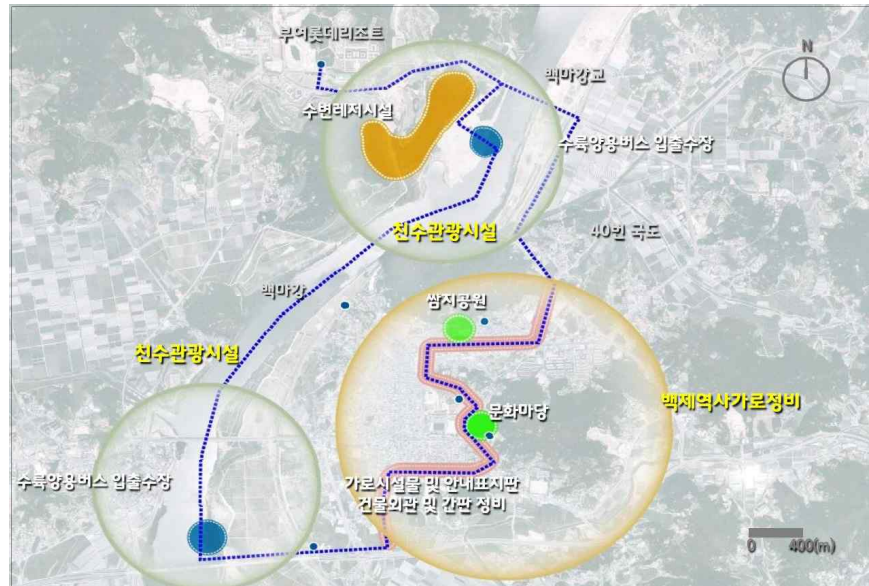 부여롯데리조트
N
백마강교
수변레저시설
수륙양용버스 입출수장
친수관광시설
40번 국도
백마강
쌈지공원
친수관광시설
백제역사가로정비
문화마당
수륙양용버스 입출수장
가로시설물 및 안내표지판
건물외관 및 간판 정비
0 400(m)